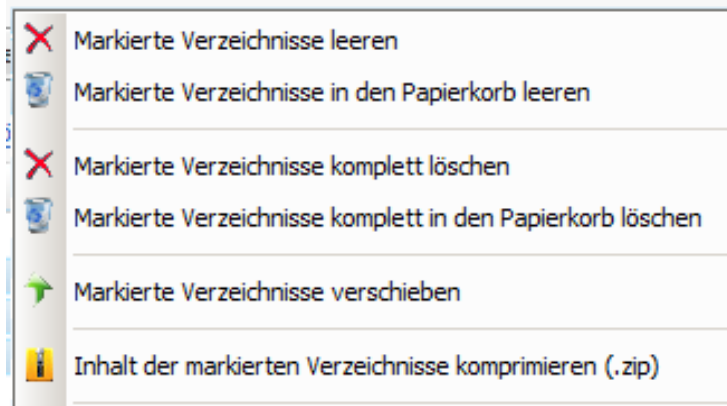 Markierte Verzeichnisse leeren
Markierte Verzeichnisse in den Papierkorb leeren
Markierte Verzeichnisse komplett löschen
Markierte Verzeichnisse komplett in den Papierkorb löschen
Markierte Verzeichnisse verschieben
Inhalt der markierten Verzeichnisse komprimieren (.zip)